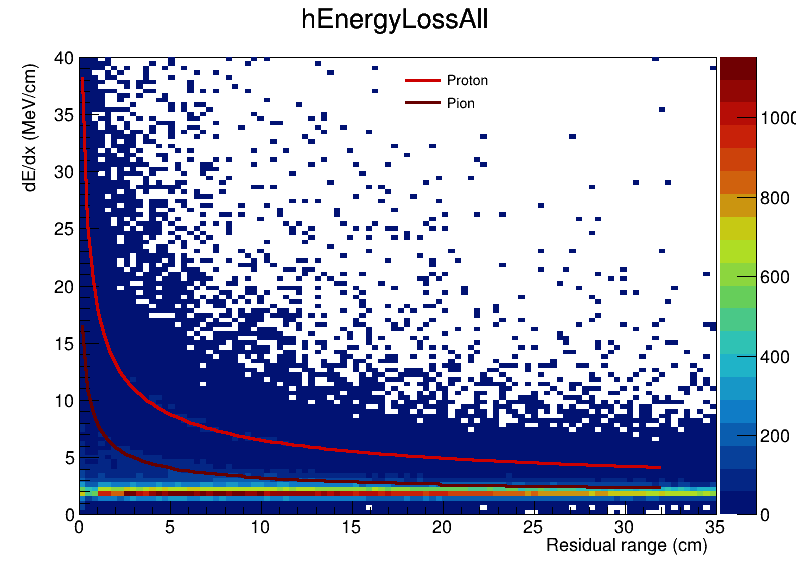 hEnergyLossAll
dE/dx (MeV/cm)
40
35
30
25
20
15
10
5
0
Proton
Pion
1000
800
600
400
200
0
0 5 10 15 20 25 30 35
Residual range (cm)